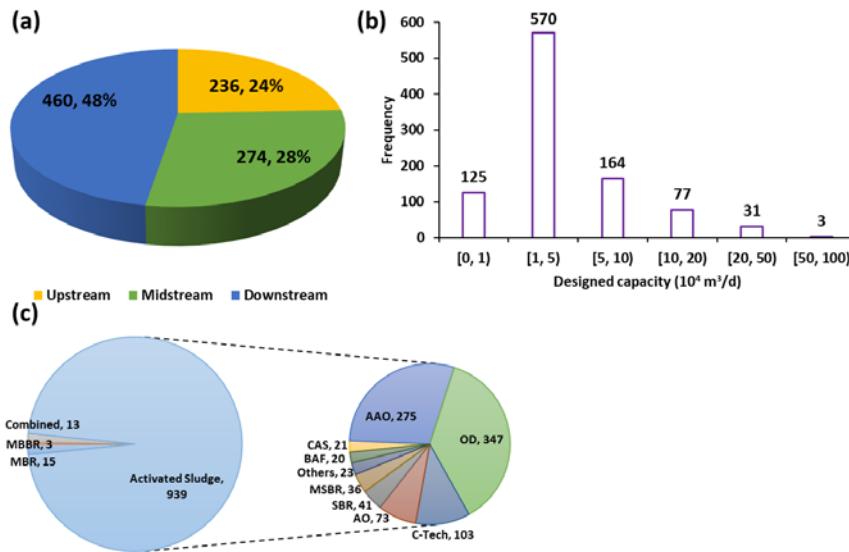 (a)
236, 24%
460, 48%
274, 28%
Upstream Midstream Downstream
(b)
Frequency
600
500
400
300
200
100
0
125
570
164
77
31
3
[0, 1) [1, 5) [5, 10) [10, 20) [20, 50) [50, 100)
Designed capacity (10⁴ m³/d)
(c)
Combined, 13
MBBR, 3
MBR, 15
Activated Sludge,
939
AAO, 275
OD, 347
CAS, 21
BAF, 20
Others, 23
MSBR, 36
SBR, 41
AO, 73
C-Tech, 103